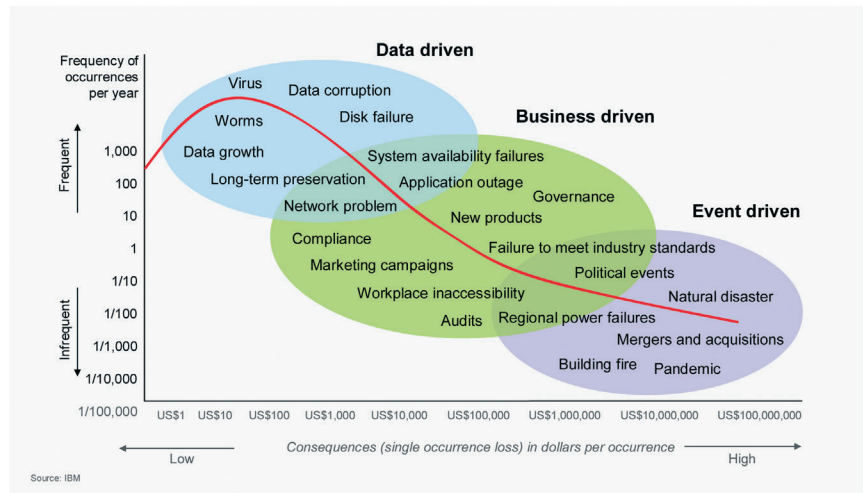 Data driven
Frequency of
occurrences
per year
Virus
Data corruption
Worms
Disk failure
Business driven
Data growth
System availability failures
Long-term preservation
Application outage
Governance
Network problem
New products
Event driven
Compliance
Failure to meet industry standards
Marketing campaigns
Political events
Workplace inaccessibility
Natural disaster
Audits
Regional power failures
Mergers and acquisitions
Building fire
Pandemic
Frequent
Infrequent
1,000
100
10
1
1/10
1/100
1/1,000
1/10,000
1/100,000
US$1 US$10 US$100 US$1,000 US$10,000 US$100,000 US$1,000,000 US$10,000,000 US$100,000,000
Consequences (single occurrence loss) in dollars per occurrence
Low
High
Source: IBM